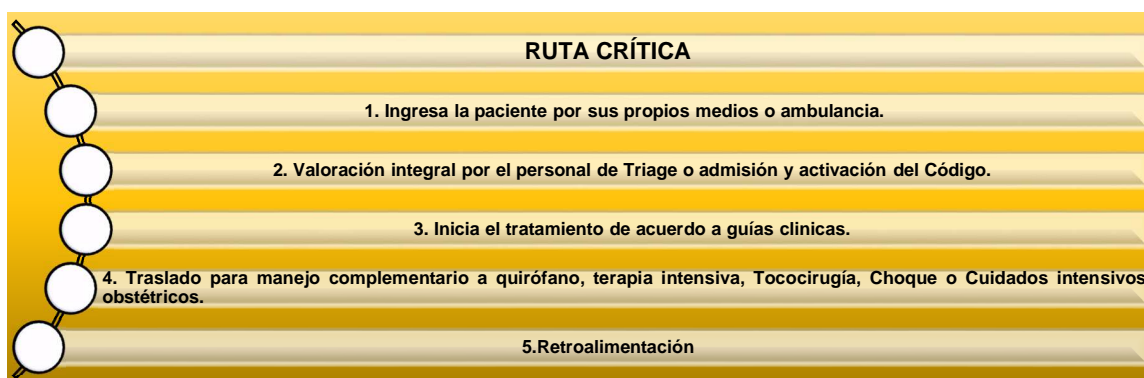 RUTA CRÍTICA
1. Ingresa la paciente por sus propios medios o ambulancia.
2. Valoración integral por el personal de Triage o admisión y activación del Código.
3. Inicia el tratamiento de acuerdo a guías clinicas.
4. Traslado para manejo complementario a quirófano, terapia intensiva, Tococirugía, Choque o Cuidados intensivos
obstétricos.
5.Retroalimentación